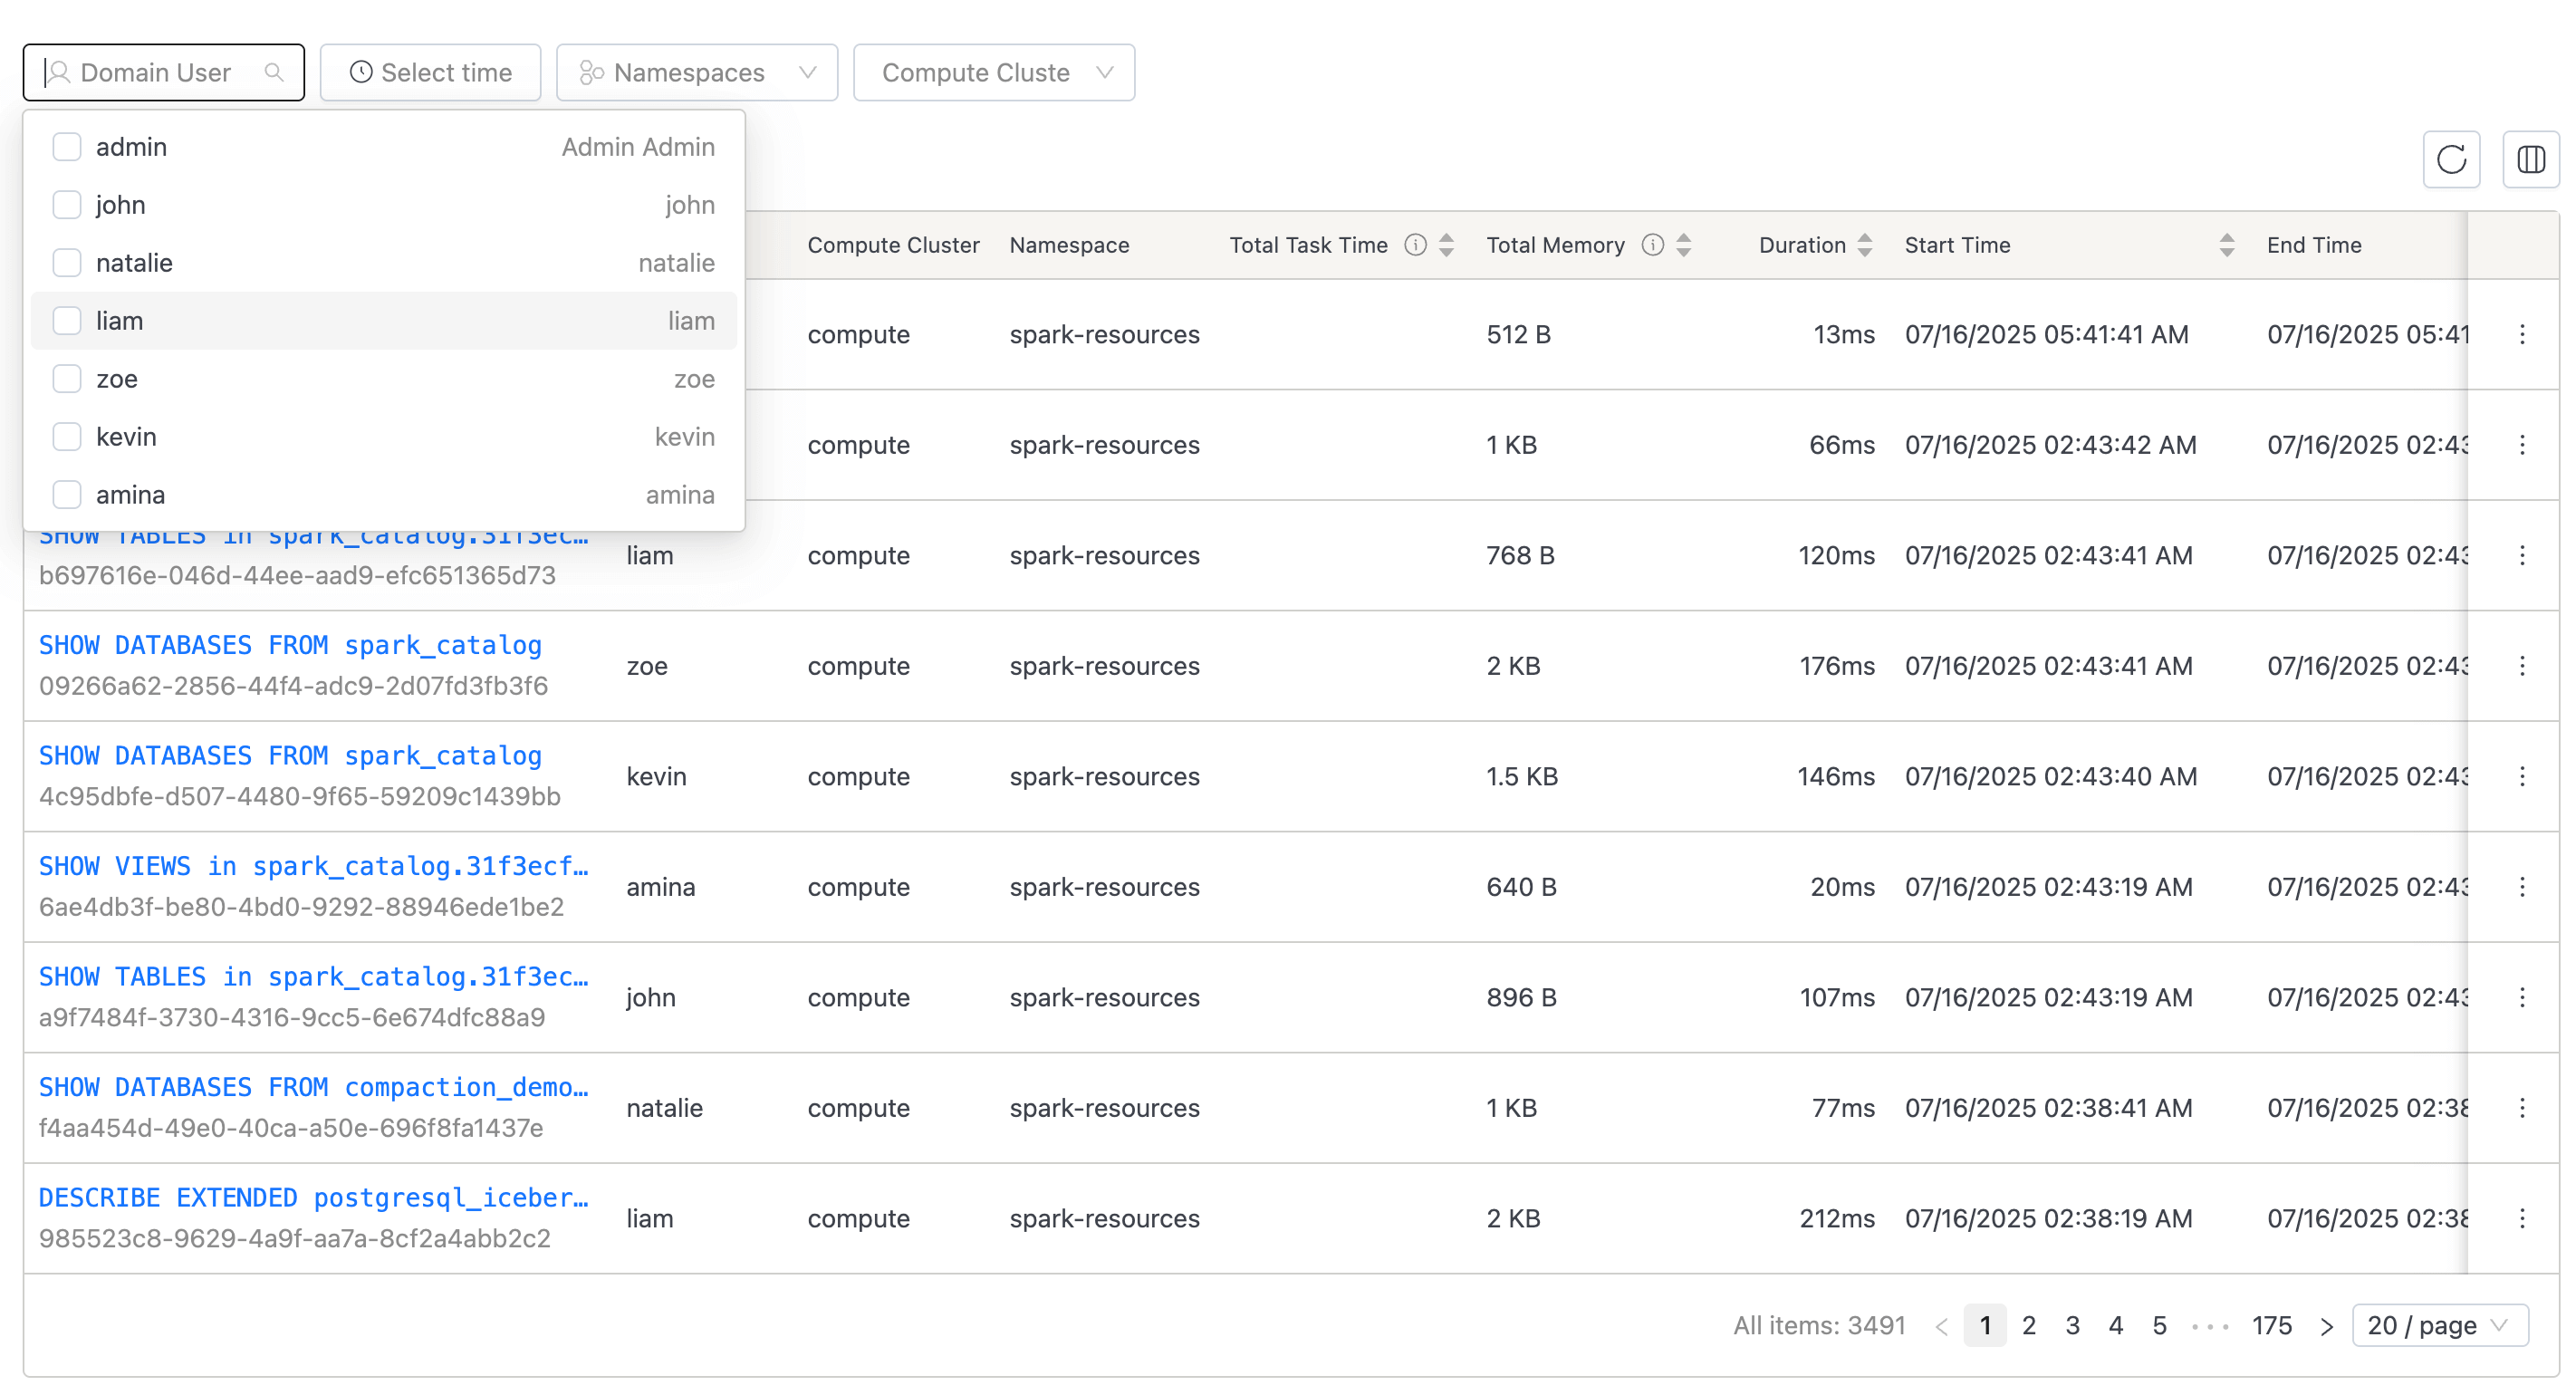 Domain User Select time Namespaces Compute Cluste
admin Admin Admin
john john
natalie natalie
liam liam
zoe zoe
kevin kevin
amina amina
Compute Cluster Namespace Total Task Time Total Memory Duration Start Time End Time
compute spark-resources 512 B 13ms 07/16/2025 05:41:41 AM 07/16/2025 05:41
compute spark-resources 1 KB 66ms 07/16/2025 02:43:42 AM 07/16/2025 02:43
SHOW TABLES in spark_catalog.31f3ec…
b697616e-046d-44ee-aad9-efc651365d73
liam compute spark-resources 768 B 120ms 07/16/2025 02:43:41 AM 07/16/2025 02:43
SHOW DATABASES FROM spark_catalog
09266a62-2856-44f4-adc9-2d07fd3fb3f6
zoe compute spark-resources 2 KB 176ms 07/16/2025 02:43:41 AM 07/16/2025 02:43
SHOW DATABASES FROM spark_catalog
4c95dbfe-d507-4480-9f65-59209c1439bb
kevin compute spark-resources 1.5 KB 146ms 07/16/2025 02:43:40 AM 07/16/2025 02:43
SHOW VIEWS in spark_catalog.31f3ecf…
6ae4db3f-be80-4bd0-9292-88946ede1be2
amina compute spark-resources 640 B 20ms 07/16/2025 02:43:19 AM 07/16/2025 02:43
SHOW TABLES in spark_catalog.31f3ec…
a9f7484f-3730-4316-9cc5-6e674dfc88a9
john compute spark-resources 896 B 107ms 07/16/2025 02:43:19 AM 07/16/2025 02:43
SHOW DATABASES FROM compaction_demo…
f4aa454d-49e0-40ca-a50e-696f8fa1437e
natalie compute spark-resources 1 KB 77ms 07/16/2025 02:38:41 AM 07/16/2025 02:38
DESCRIBE EXTENDED postgresql_iceber…
985523c8-9629-4a9f-aa7a-8cf2a4abb2c2
liam compute spark-resources 2 KB 212ms 07/16/2025 02:38:19 AM 07/16/2025 02:38
All items: 3491 < 1 2 3 4 5 ••• 175 > 20 / page